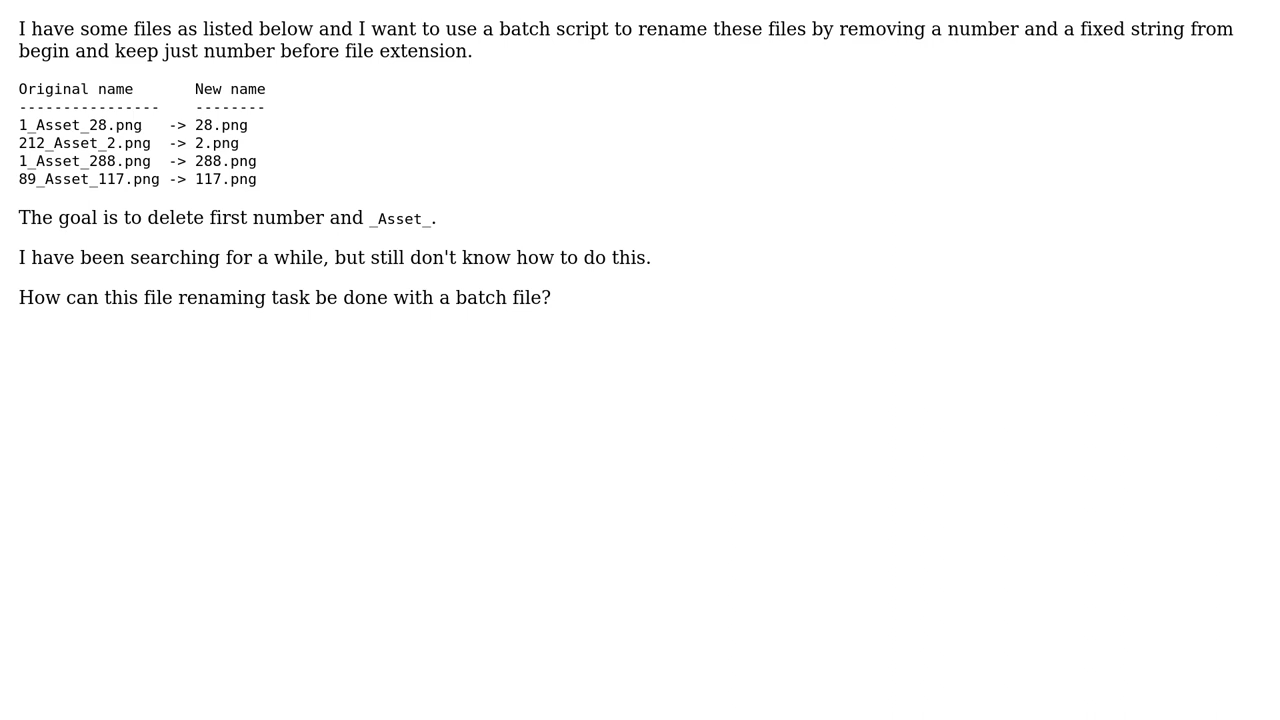 I have some files as listed below and I want to use a batch script to rename these files by removing a number and a fixed string from
begin and keep just number before file extension.
Original name       New name
----------------    --------
1_Asset_28.png   -> 28.png
212_Asset_2.png  -> 2.png
1_Asset_288.png  -> 288.png
89_Asset_117.png -> 117.png
The goal is to delete first number and _Asset_.
I have been searching for a while, but still don't know how to do this.
How can this file renaming task be done with a batch file?